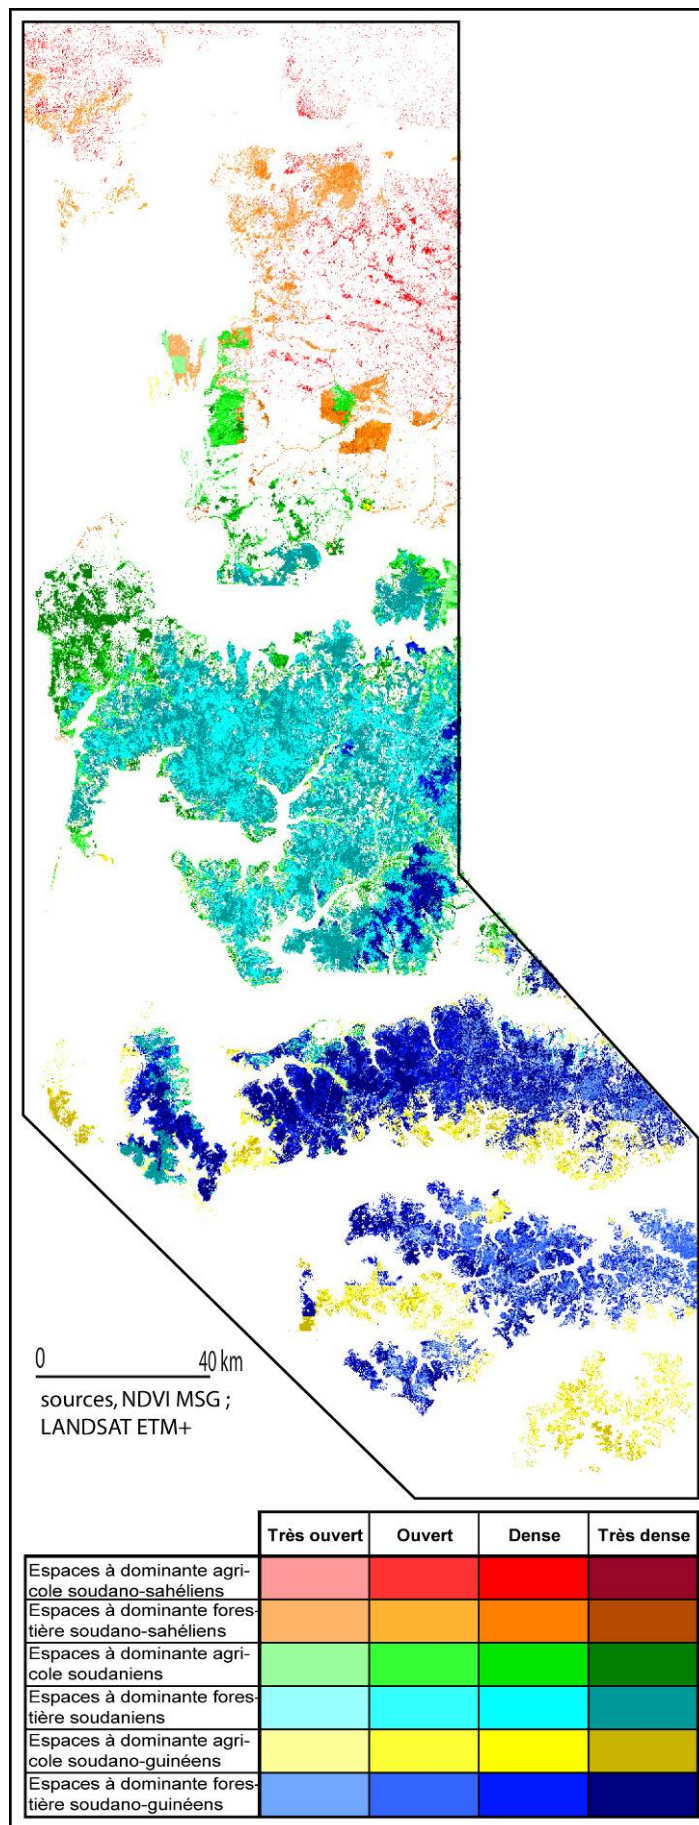 0 40 km
sources, NDVI MSG ;
LANDSAT ETM+
Très ouvert Ouvert Dense Très dense
Espaces à dominante agri-
cole soudano-sahéliens
Espaces à dominante fores-
tière soudano-sahéliens
Espaces à dominante agri-
cole soudaniens
Espaces à dominante fores-
tière soudaniens
Espaces à dominante agri-
cole soudano-guinéens
Espaces à dominante fores-
tière soudano-guinéens